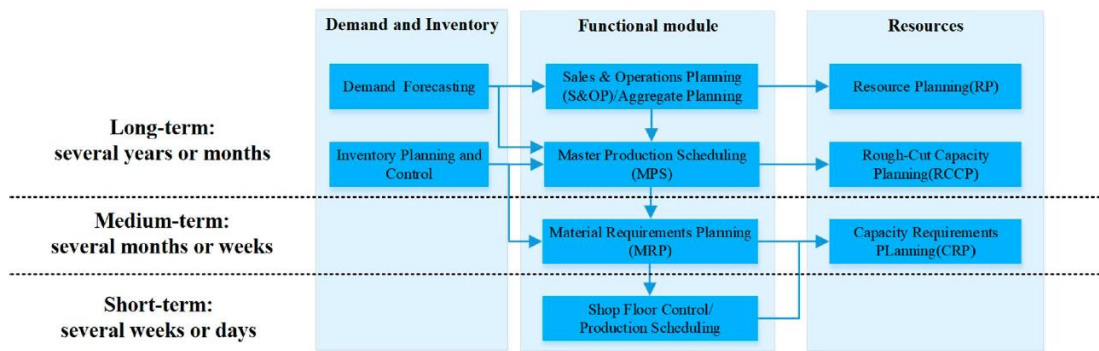 Demand and Inventory
Functional module
Resources
Long-term:
several years or months
Demand  Forecasting
Sales & Operations Planning
(S&OP)/Aggregate Planning
Resource Planning(RP)
Inventory Planning and
Control
Master Production Scheduling
(MPS)
Rough-Cut Capacity
Planning(RCCP)
Medium-term:
several months or weeks
Material Requirements Planning
(MRP)
Capacity Requirements
PLanning(CRP)
Short-term:
several weeks or days
Shop Floor Control/
Production Scheduling